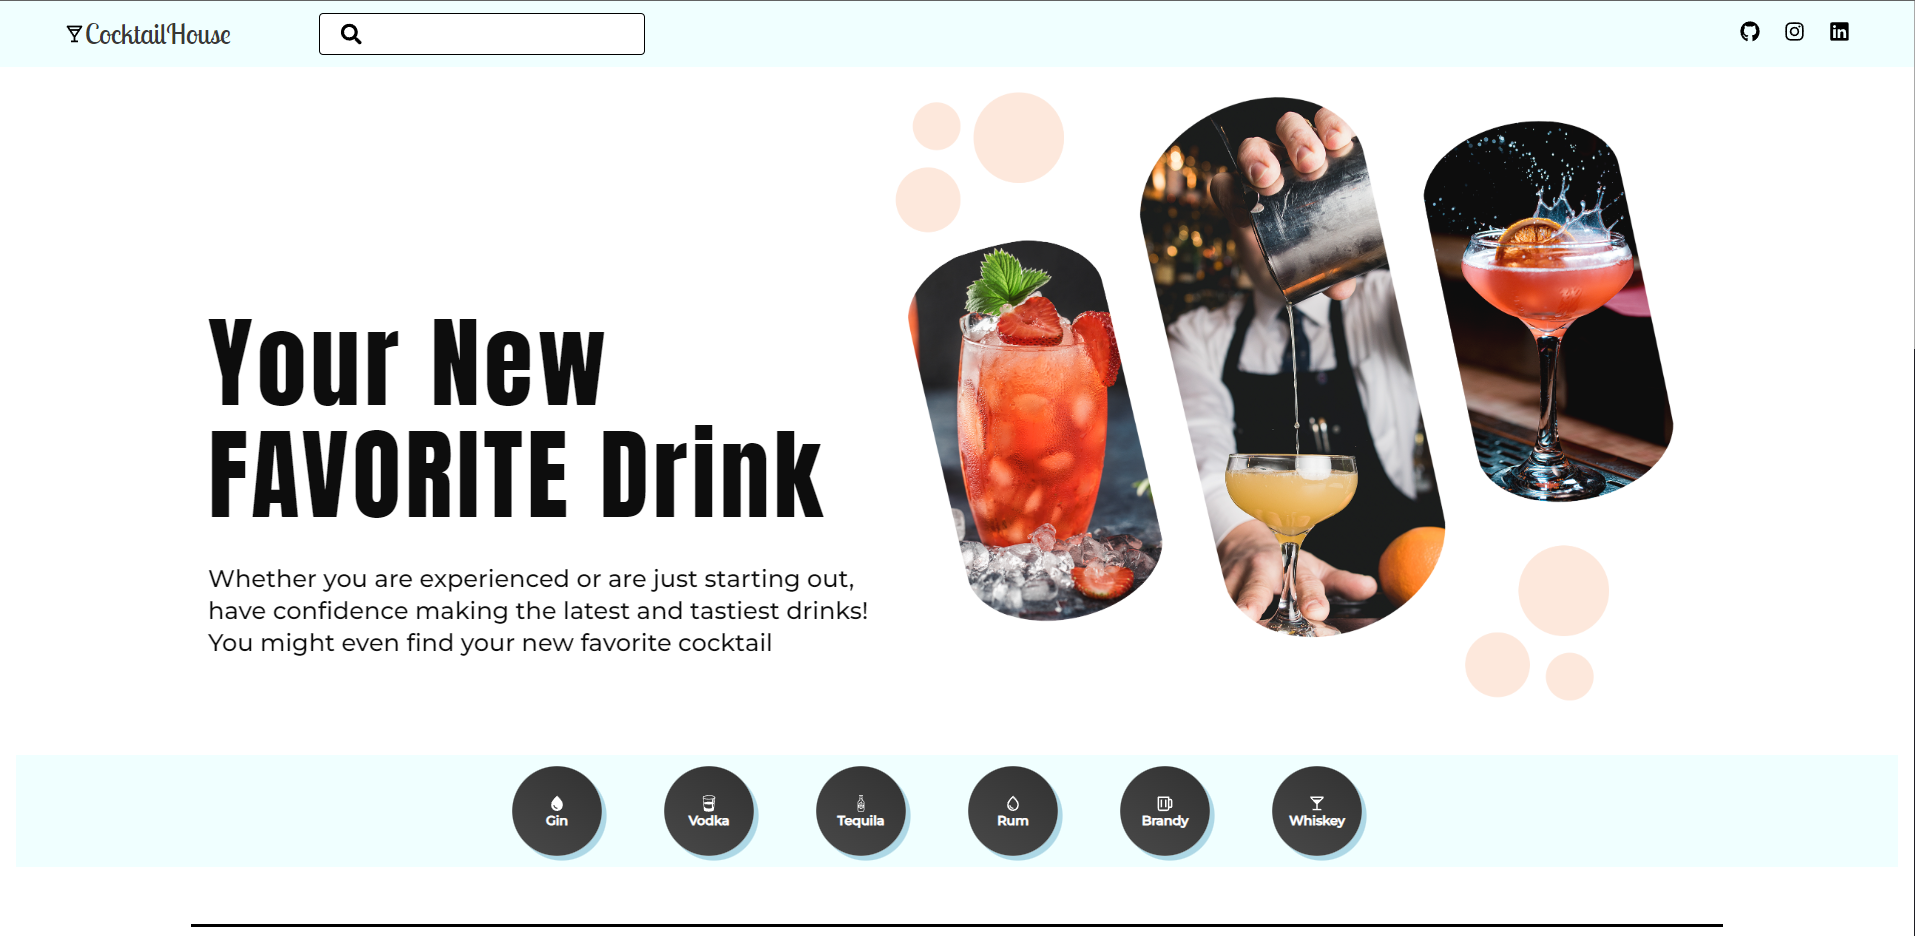 CocktailHouse
Your New
FAVORITE Drink
Whether you are experienced or are just starting out,
have confidence making the latest and tastiest drinks!
You might even find your new favorite cocktail
Gin
Vodka
Tequila
Rum
Brandy
Whiskey